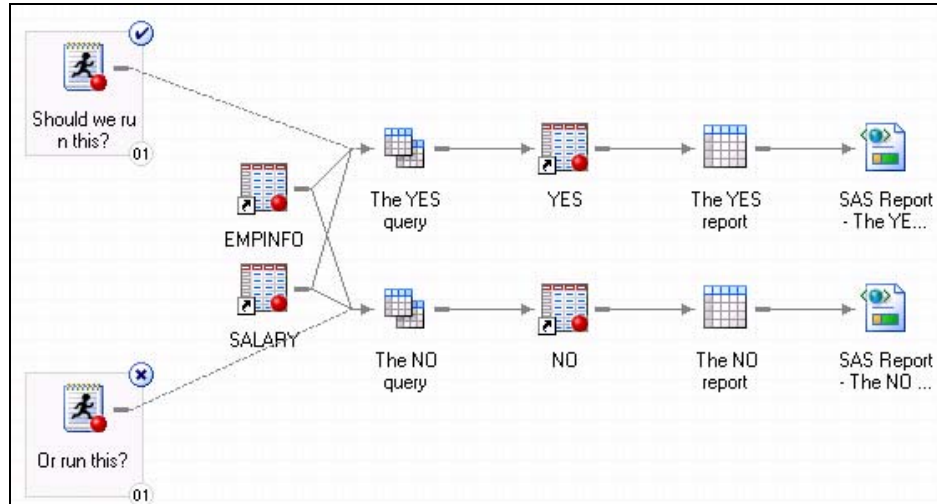 Should we ru
n this?
01
EMPINFO
SALARY
The YES
query
YES
The YES
report
SAS Report
- The YE...
The NO
query
NO
The NO
report
SAS Report
- The NO ...
Or run this?
01